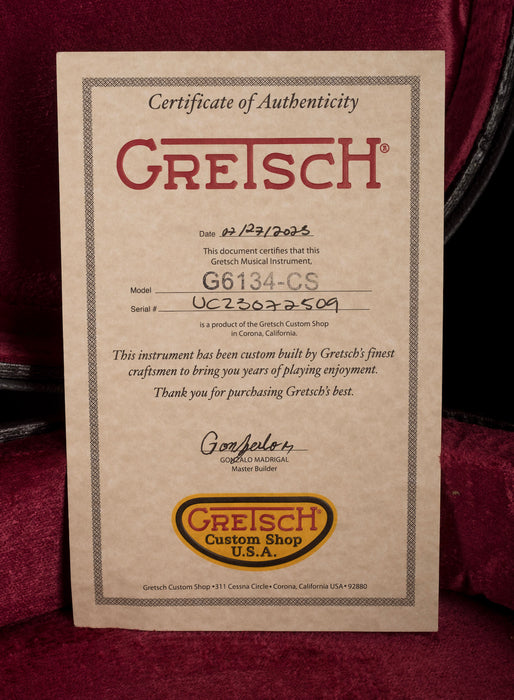 Certificate of Authenticity
GRETSCH®
Date 07/27/2023
This document certifies that this
Gretsch Musical Instrument,
Model G6134-CS
Serial # UC23072509
is a product of the Gretsch Custom Shop
in Corona, California.
This instrument has been custom built by Gretsch's finest
craftsmen to bring you years of playing enjoyment.
Thank you for purchasing Gretsch's best.
Gonzalo M
GONZALO MADRIGAL
Master Builder
GRETSCH®
Custom Shop
U.S.A.
Gretsch Custom Shop • 311 Cessna Circle • Corona, California USA • 92880